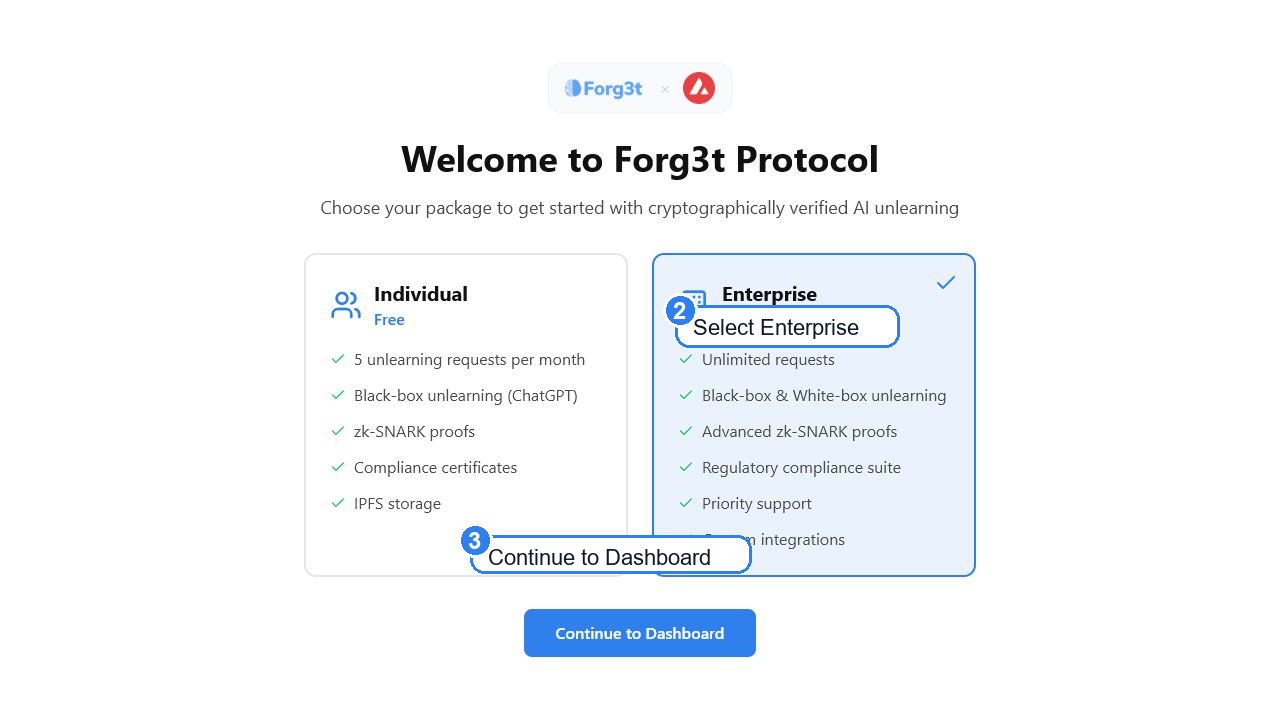 Forg3t ×
Welcome to Forg3t Protocol
Choose your package to get started with cryptographically verified AI unlearning
Individual
Free
5 unlearning requests per month
Black-box unlearning (ChatGPT)
zk-SNARK proofs
Compliance certificates
IPFS storage
Enterprise
2
Select Enterprise
Unlimited requests
Black-box & White-box unlearning
Advanced zk-SNARK proofs
Regulatory compliance suite
Priority support
integrations
3
Continue to Dashboard
Continue to Dashboard